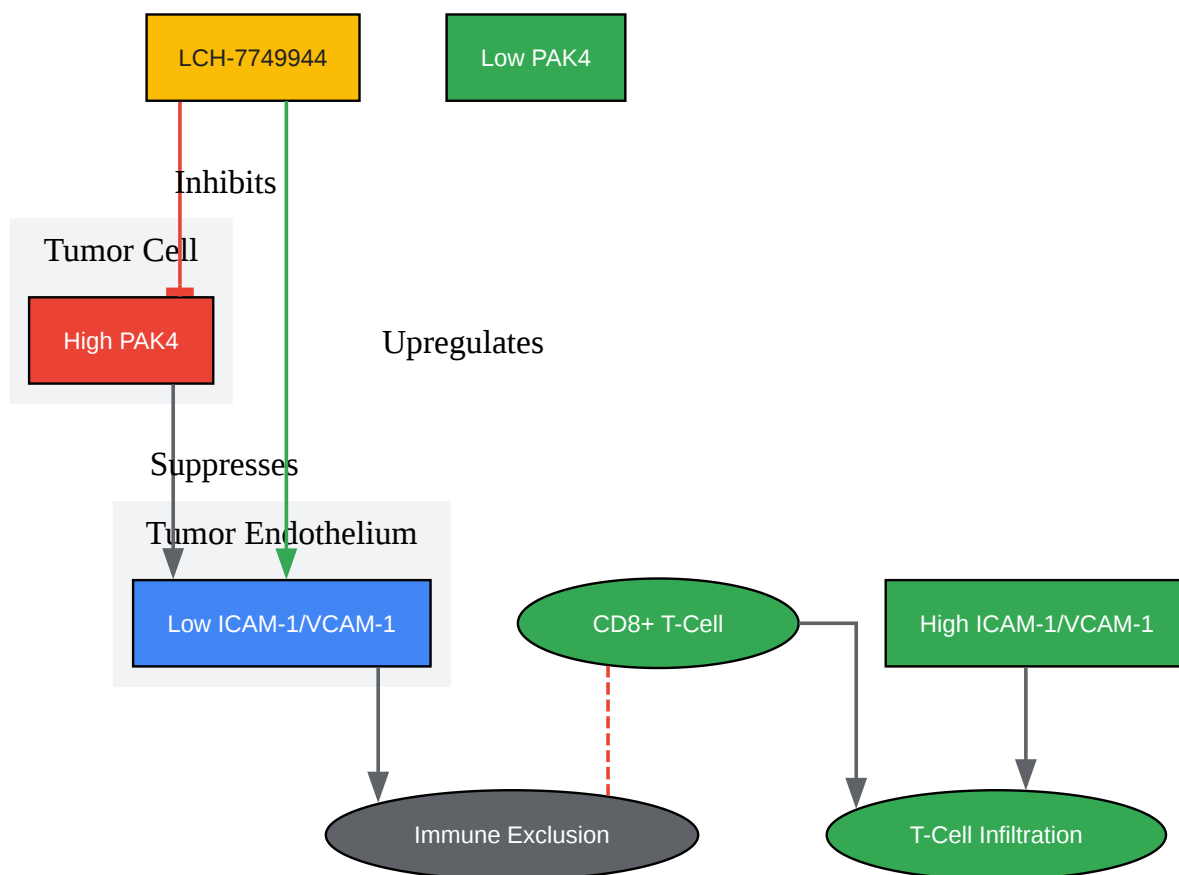 LCH-7749944
Low PAK4
Inhibits
Tumor Cell
High PAK4
Upregulates
Suppresses
Tumor Endothelium
Low ICAM-1/VCAM-1
CD8+ T-Cell
High ICAM-1/VCAM-1
Immune Exclusion
T-Cell Infiltration